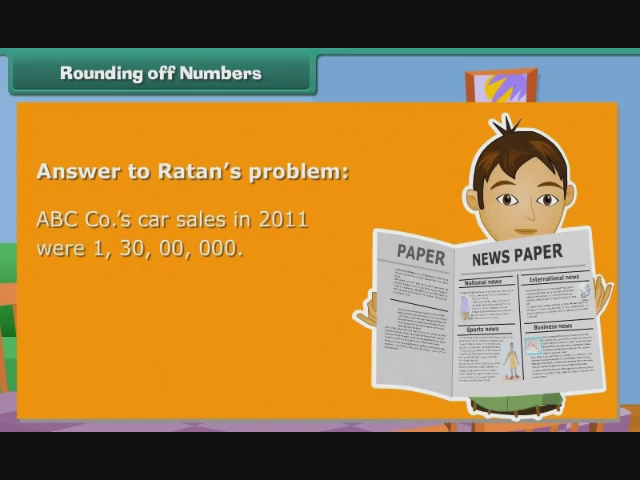 Rounding off Numbers
Answer to Ratan's problem:
ABC Co.'s car sales in 2011
were 1, 30, 00, 000.
PAPER
NEWS PAPER
National news
International news
Sports news
Business news